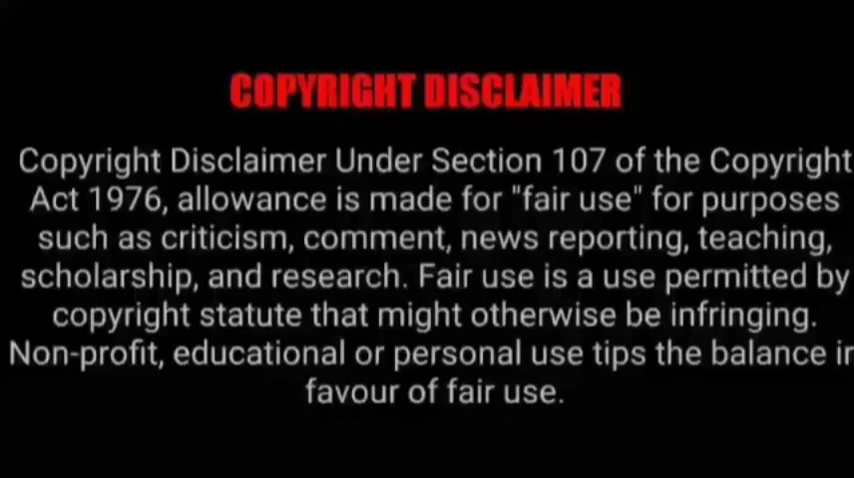 COPYRIGHT DISCLAIMER
Copyright Disclaimer Under Section 107 of the Copyright
Act 1976, allowance is made for "fair use" for purposes
such as criticism, comment, news reporting, teaching,
scholarship, and research. Fair use is a use permitted by
copyright statute that might otherwise be infringing.
Non-profit, educational or personal use tips the balance in
favour of fair use.